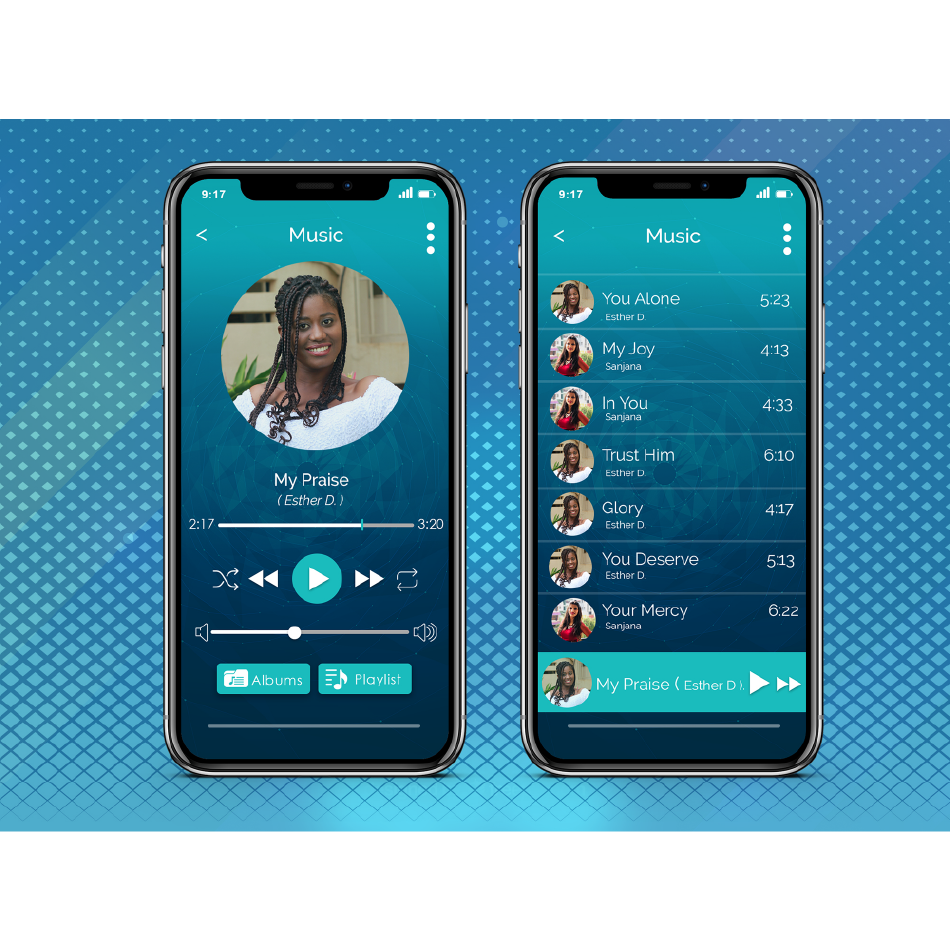 9:17
<
Music
My Praise
( Esther D. )
2:17
3:20
Albums
Playlist
9:17
<
Music
You Alone
5:23
Esther D.
My Joy
4:13
Sanjana
In You
4:33
Sanjana
Trust Him
6:10
Esther D.
Glory
4:17
Esther D.
You Deserve
5:13
Esther D.
Your Mercy
6:22
Sanjana
My Praise ( Esther D ).